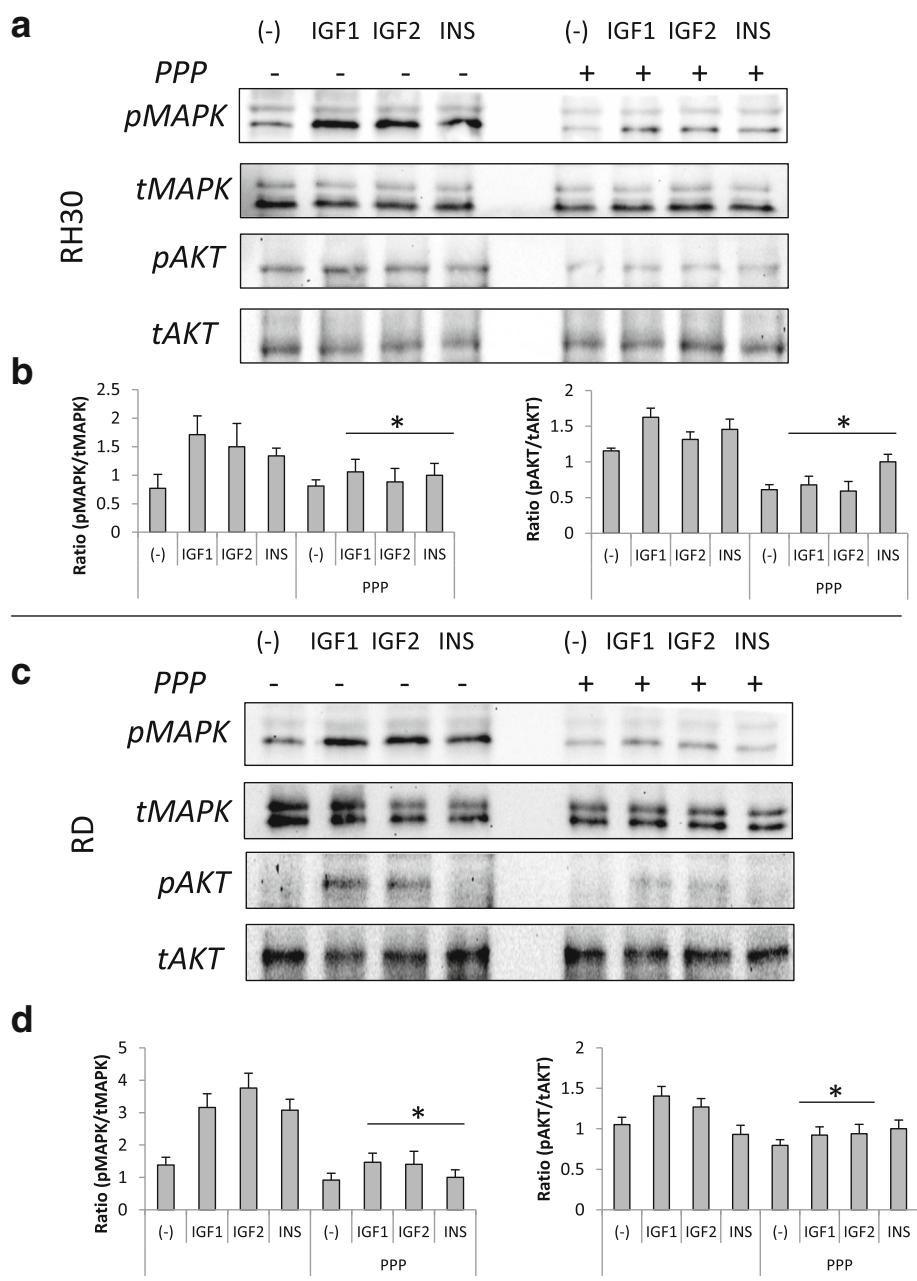 a
(-) IGF1 IGF2 INS (-) IGF1 IGF2 INS
PPP - - - - + + + +
pMAPK
tMAPK
RH30
pAKT
tAKT
b
Ratio (pMAPK/tMAPK)
2.5
2
1.5
1
0.5
0
*
(-) IGF1 IGF2 INS (-) IGF1 IGF2 INS
PPP
Ratio (pAKT/tAKT)
2
1.5
1
0.5
0
*
(-) IGF1 IGF2 INS (-) IGF1 IGF2 INS
PPP
c
(-) IGF1 IGF2 INS (-) IGF1 IGF2 INS
PPP - - - - + + + +
pMAPK
tMAPK
RD
pAKT
tAKT
d
Ratio (pMAPK/tMAPK)
5
4
3
2
1
0
*
(-) IGF1 IGF2 INS (-) IGF1 IGF2 INS
PPP
Ratio (pAKT/tAKT)
2
1.5
1
0.5
0
*
(-) IGF1 IGF2 INS (-) IGF1 IGF2 INS
PPP